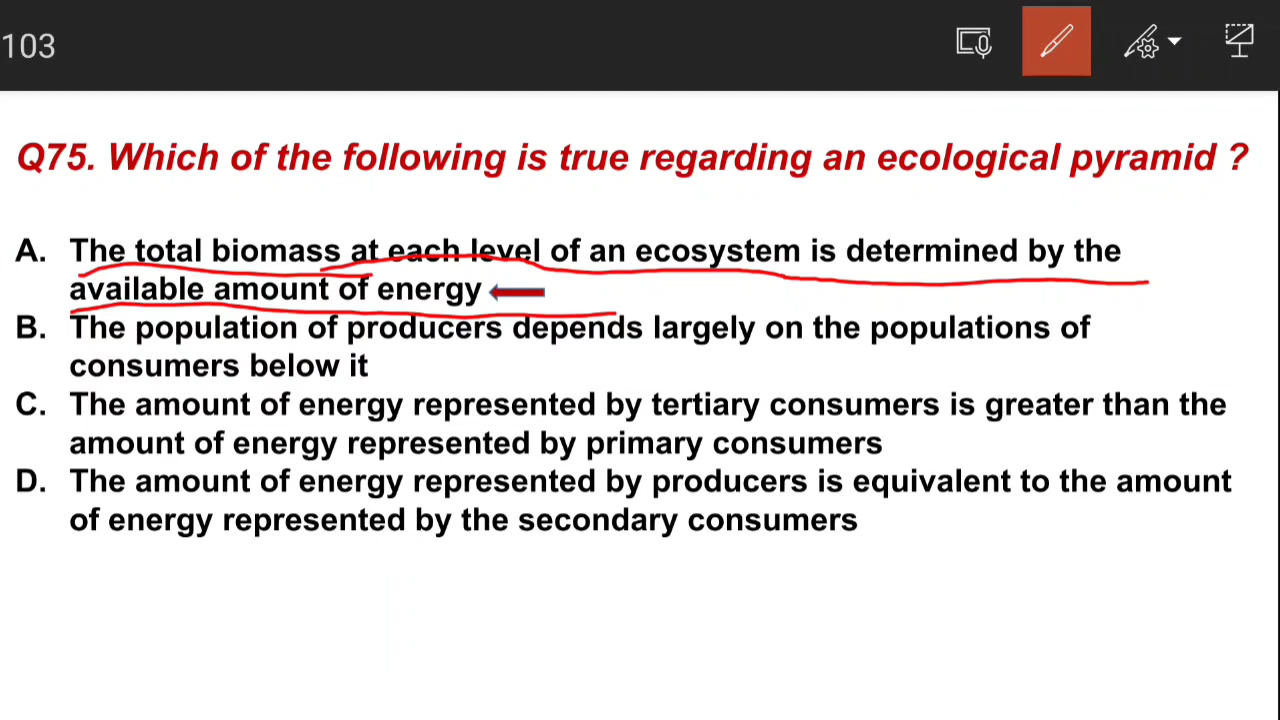 103
Q75. Which of the following is true regarding an ecological pyramid ?
A. The total biomass at each level of an ecosystem is determined by the
available amount of energy
B. The population of producers depends largely on the populations of
consumers below it
C. The amount of energy represented by tertiary consumers is greater than the
amount of energy represented by primary consumers
D. The amount of energy represented by producers is equivalent to the amount
of energy represented by the secondary consumers